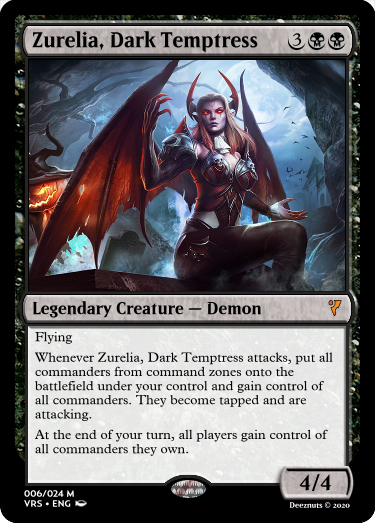 Zurelia, Dark Temptress 3
Legendary Creature — Demon
Flying
Whenever Zurelia, Dark Temptress attacks, put all
commanders from command zones onto the
battlefield under your control and gain control of
all commanders. They become tapped and are
attacking.
At the end of your turn, all players gain control of
all commanders they own.
4/4
006/024 M
VRS • ENG
Deeznuts © 2020